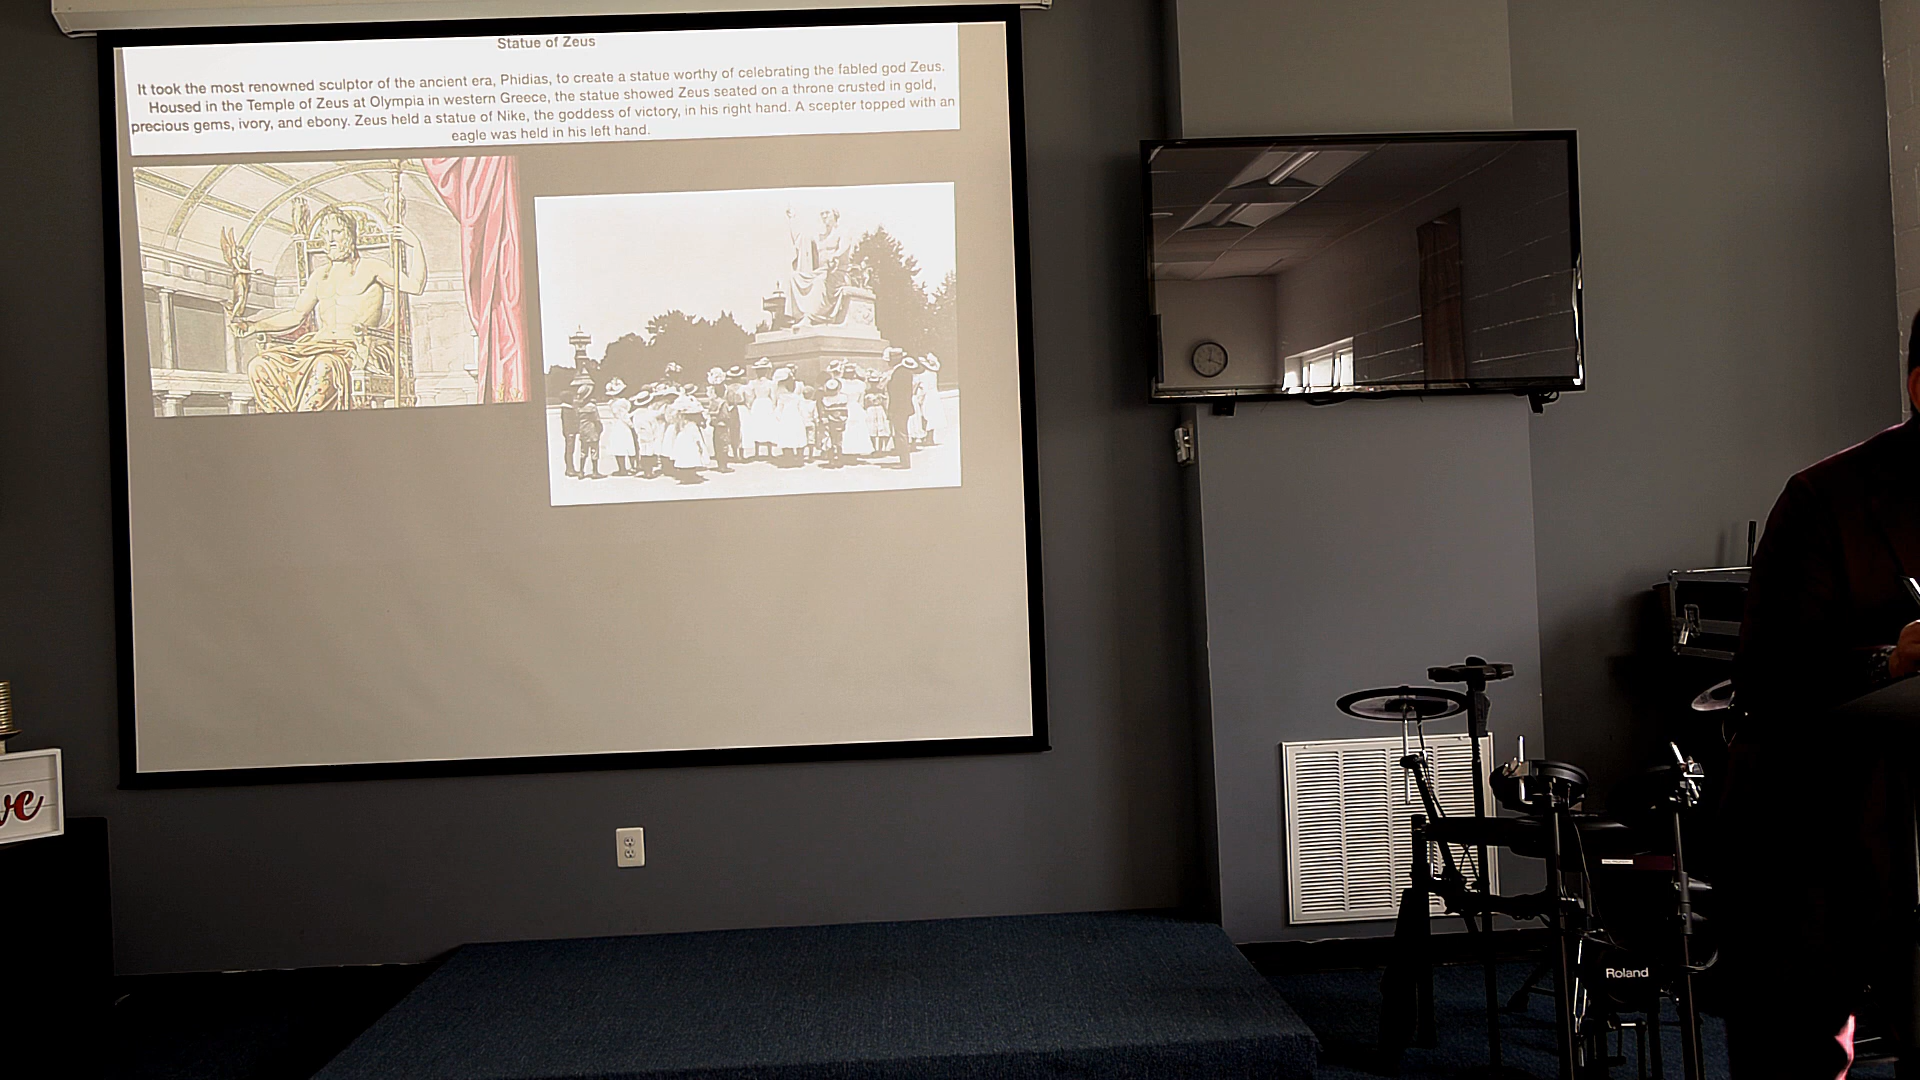 Statue of Zeus
It took the most renowned sculptor of the ancient era, Phidias, to create a statue worthy of celebrating the fabled god Zeus.
Housed in the Temple of Zeus at Olympia in western Greece, the statue showed Zeus seated on a throne crusted in gold,
precious gems, ivory, and ebony. Zeus held a statue of Nike, the goddess of victory, in his right hand. A scepter topped with an
eagle was held in his left hand.
ve
Roland